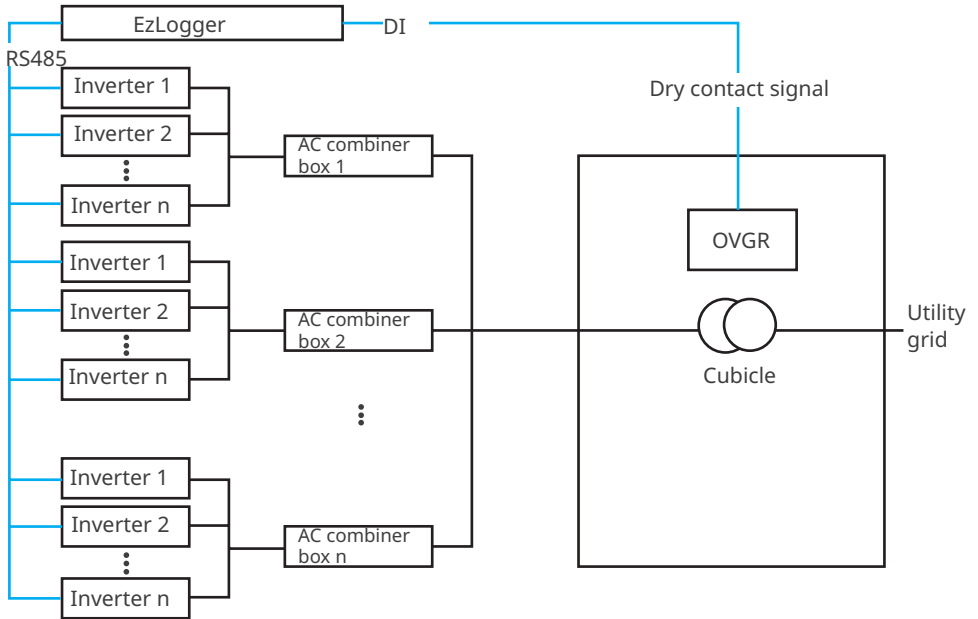 EzLogger
DI
RS485
Dry contact signal
Inverter 1
Inverter 2
Inverter n
AC combiner
box 1
OVGR
Inverter 1
Inverter 2
Inverter n
AC combiner
box 2
Utility
grid
Cubicle
Inverter 1
Inverter 2
Inverter n
AC combiner
box n